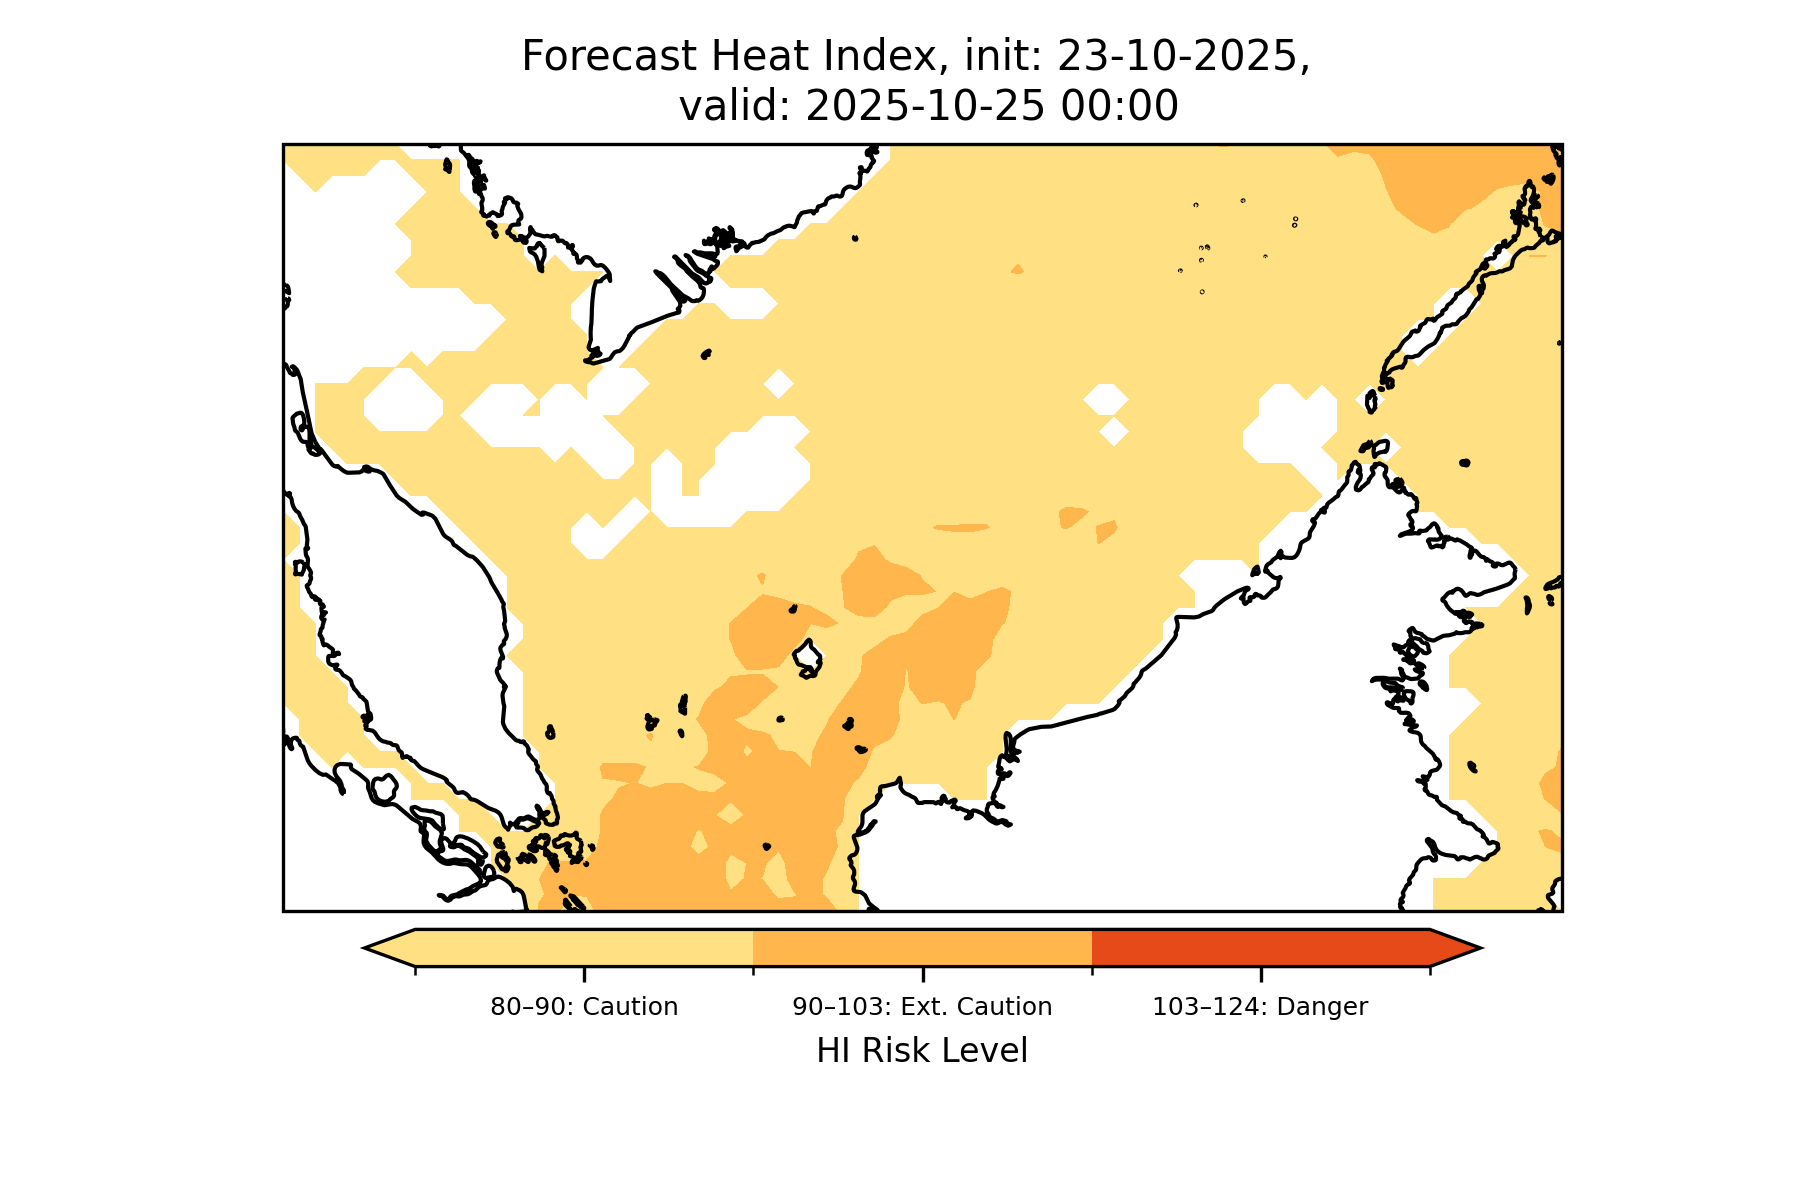 Forecast Heat Index, init: 23-10-2025,
valid: 2025-10-25 00:00
80–90: Caution
90–103: Ext. Caution
103–124: Danger
HI Risk Level